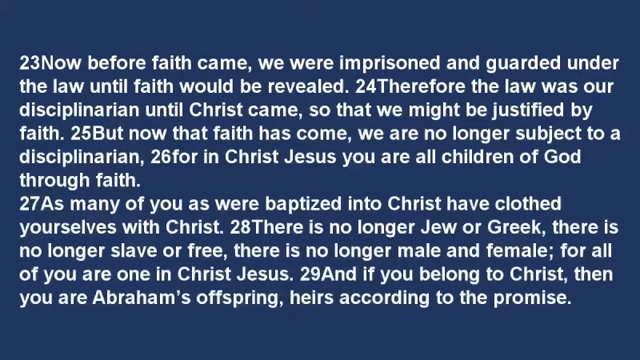 23Now before faith came, we were imprisoned and guarded under
the law until faith would be revealed. 24Therefore the law was our
disciplinarian until Christ came, so that we might be justified by
faith. 25But now that faith has come, we are no longer subject to a
disciplinarian, 26for in Christ Jesus you are all children of God
through faith.
27As many of you as were baptized into Christ have clothed
yourselves with Christ. 28There is no longer Jew or Greek, there is
no longer slave or free, there is no longer male and female; for all
of you are one in Christ Jesus. 29And if you belong to Christ, then
you are Abraham’s offspring, heirs according to the promise.